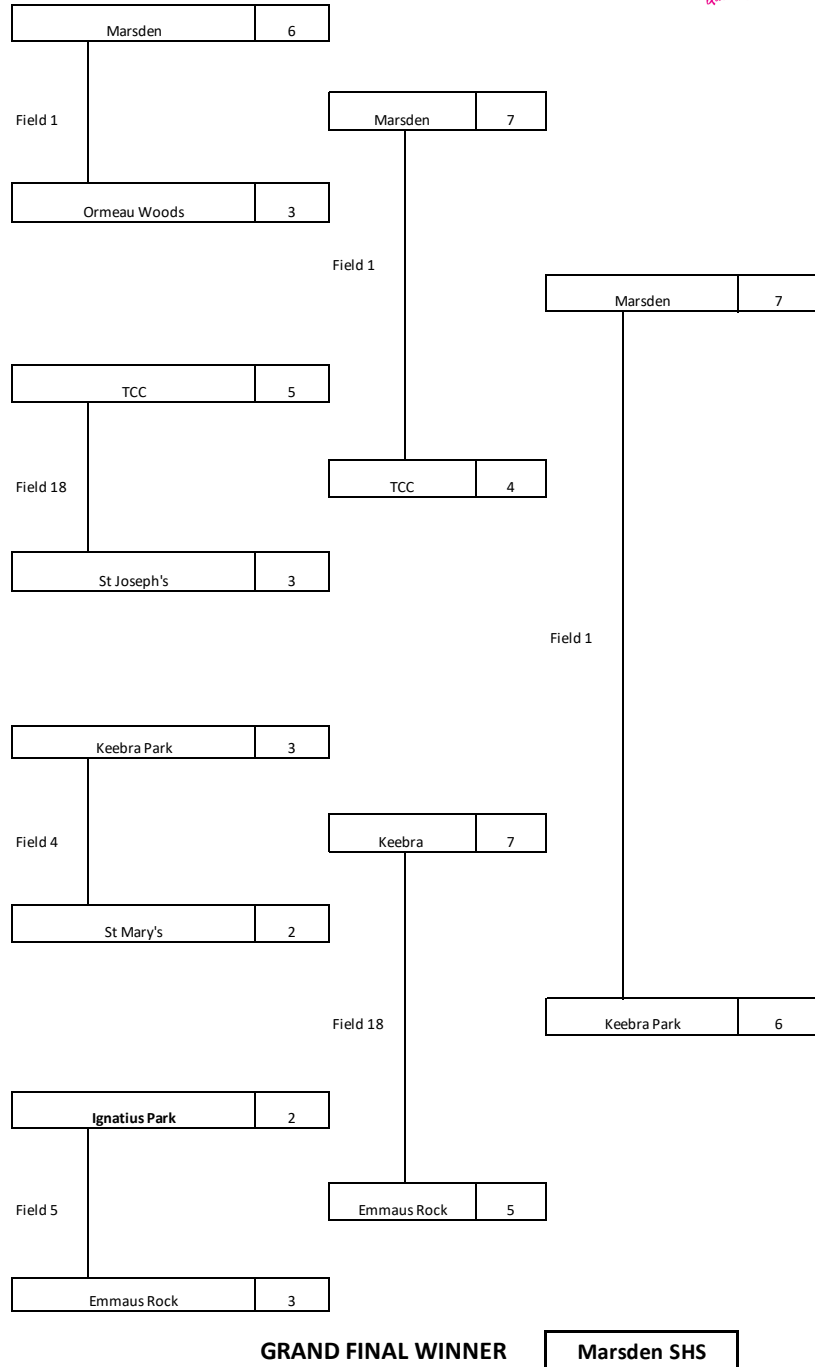 Marsden 6
Field 1
Marsden 7
Ormeau Woods 3
Field 1
Marsden 7
TCC 5
Field 18
TCC 4
St Joseph's 3
Field 1
Keebra Park 3
Field 4
Keebra 7
St Mary's 2
Field 18
Keebra Park 6
Ignatius Park 2
Field 5
Emmaus Rock 5
Emmaus Rock 3
GRAND FINAL WINNER Marsden SHS